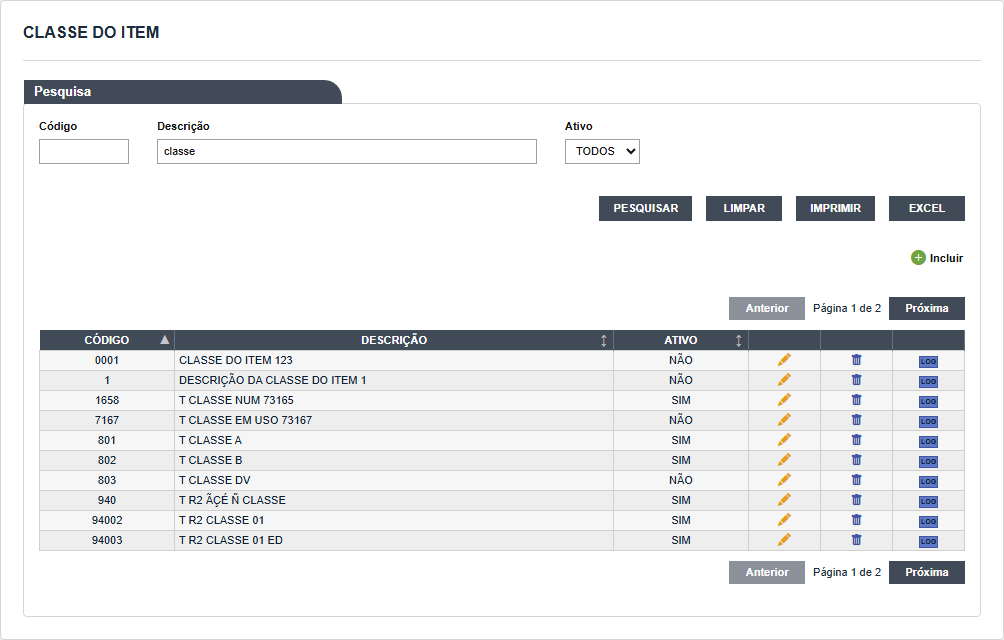 CLASSE DO ITEM
Pesquisa
Código Descrição Ativo
classe TODOS
PESQUISAR LIMPAR IMPRIMIR EXCEL
Incluir
Anterior Página 1 de 2 Próxima
CÓDIGO DESCRIÇÃO ATIVO
0001 CLASSE DO ITEM 123 NÃO LOG
1 DESCRIÇÃO DA CLASSE DO ITEM 1 NÃO LOG
1658 T CLASSE NUM 73165 SIM LOG
7167 T CLASSE EM USO 73167 NÃO LOG
801 T CLASSE A SIM LOG
802 T CLASSE B SIM LOG
803 T CLASSE DV NÃO LOG
940 T R2 ÃÇÉ Ñ CLASSE SIM LOG
94002 T R2 CLASSE 01 SIM LOG
94003 T R2 CLASSE 01 ED SIM LOG
Anterior Página 1 de 2 Próxima